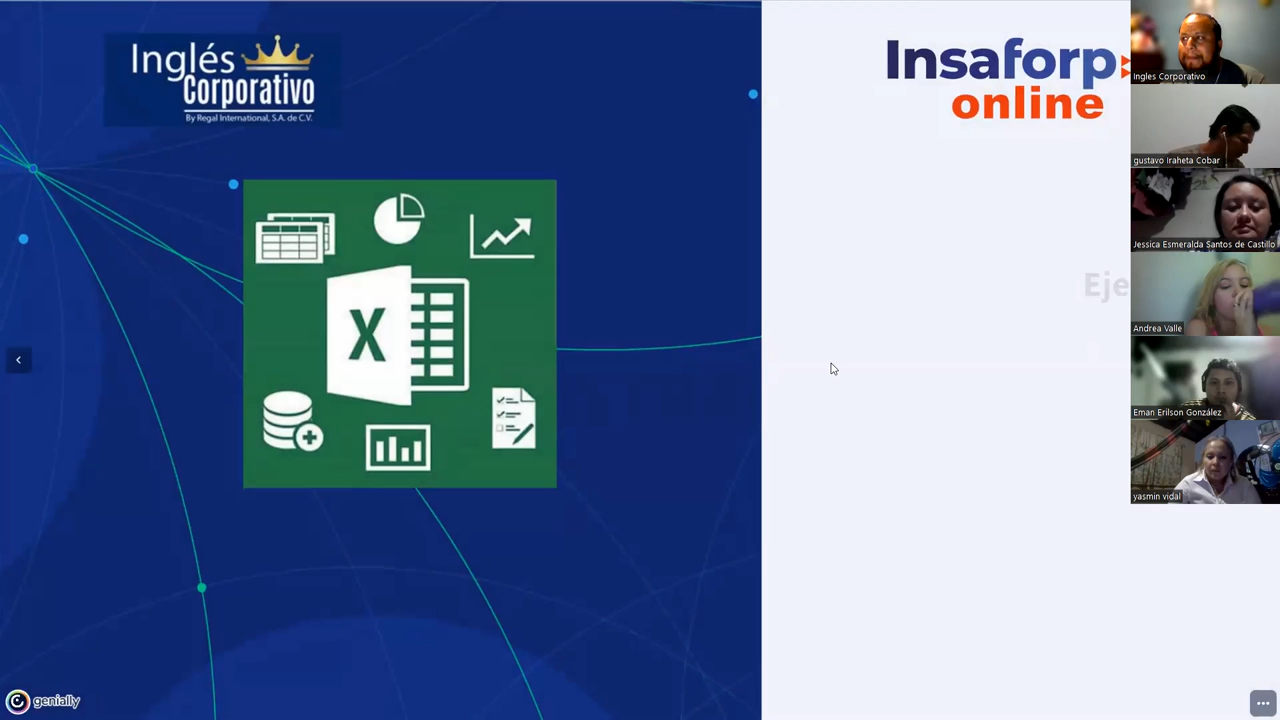 Inglés
Corporativo
By Regal International, S.A. de C.V.
Insaforp
online
Eje
X
Ingles Corporativo
gustavo Iraheta Cobar
Jessica Esmeralda Santos de Castillo
Andrea Valle
Eman Erilson González
yasmin vidal
genially